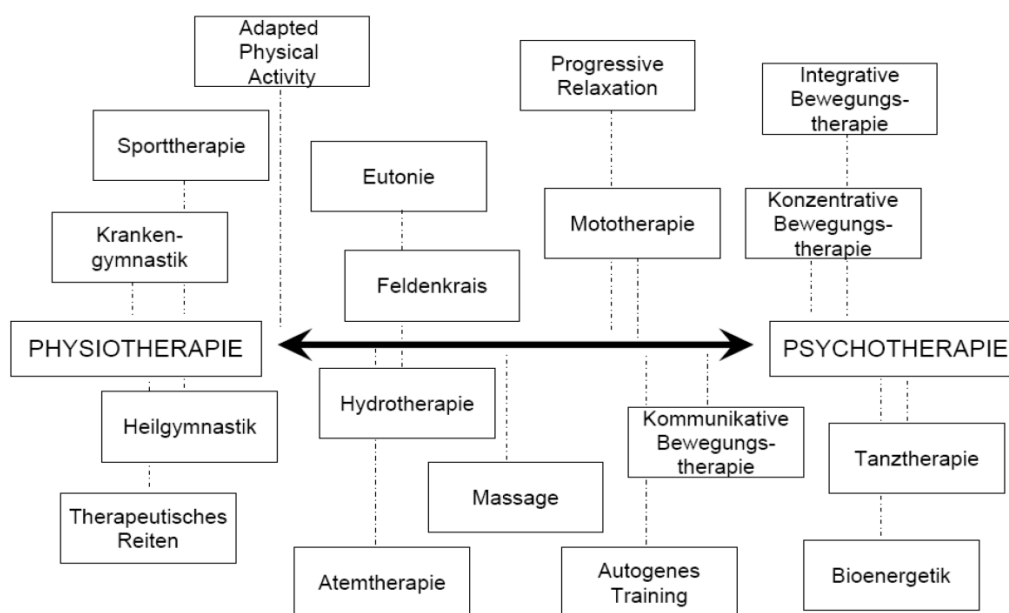 Adapted
Physical
Activity
Progressive
Relaxation
Integrative
Bewegungs-
therapie
Sporttherapie
Eutonie
Mototherapie
Konzentrative
Bewegungs-
therapie
Kranken-
gymnastik
Feldenkrais
PHYSIOTHERAPIE
PSYCHOTHERAPIE
Heilgymnastik
Hydrotherapie
Kommunikative
Bewegungs-
therapie
Tanztherapie
Massage
Therapeutisches
Reiten
Atemtherapie
Autogenes
Training
Bioenergetik